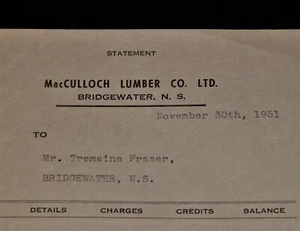 STATEMENT
MacCULLOCH LUMBER CO. LTD.
BRIDGEWATER, N. S.
November 30th, 1951
TO
Mr. Tremaine Fraser,
BRIDGEWATER, N.S.
DETAILS CHARGES CREDITS BALANCE